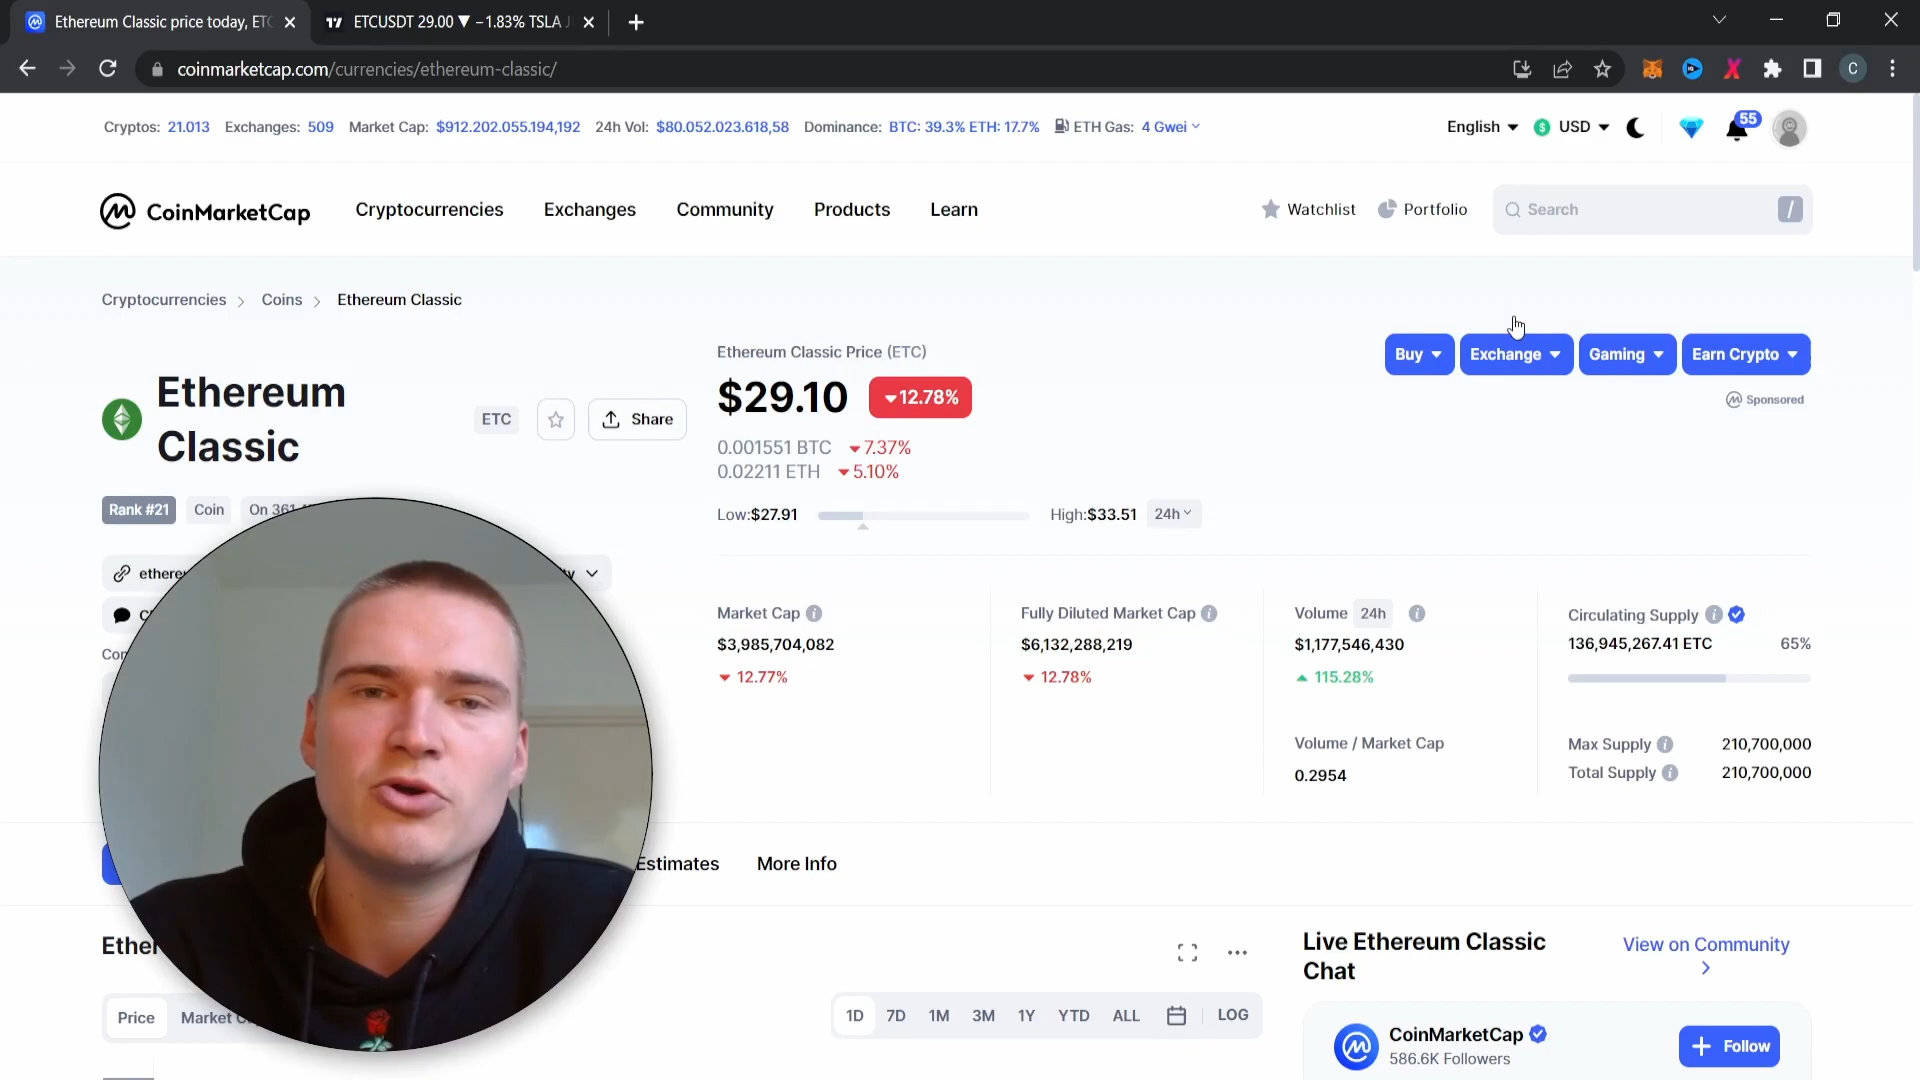 Ethereum Classic price today, ETC
ETCUSDT 29.00 ▼ −1.83% TSLA
coinmarketcap.com/currencies/ethereum-classic/
C
Cryptos: 21.013 Exchanges: 509 Market Cap: $912.202.055.194,192 24h Vol: $80.052.023.618,58 Dominance: BTC: 39.3% ETH: 17.7% ETH Gas: 4 Gwei
English USD 55
CoinMarketCap Cryptocurrencies Exchanges Community Products Learn
Watchlist Portfolio Search /
Cryptocurrencies > Coins > Ethereum Classic
Ethereum
Classic
ETC
Share
Ethereum Classic Price (ETC)
$29.10 12.78%
0.001551 BTC 7.37%
0.02211 ETH 5.10%
Low:$27.91 High:$33.51 24h
Buy Exchange Gaming Earn Crypto
Sponsored
Rank #21 Coin On 361
Market Cap
$3,985,704,082
12.77%
Fully Diluted Market Cap
$6,132,288,219
12.78%
Volume 24h
$1,177,546,430
115.28%
Volume / Market Cap
0.2954
Circulating Supply
136,945,267.41 ETC 65%
Max Supply 210,700,000
Total Supply 210,700,000
Estimates More Info
Price Market
1D 7D 1M 3M 1Y YTD ALL LOG
Live Ethereum Classic
Chat
View on Community
>
CoinMarketCap
586.6K Followers
+ Follow